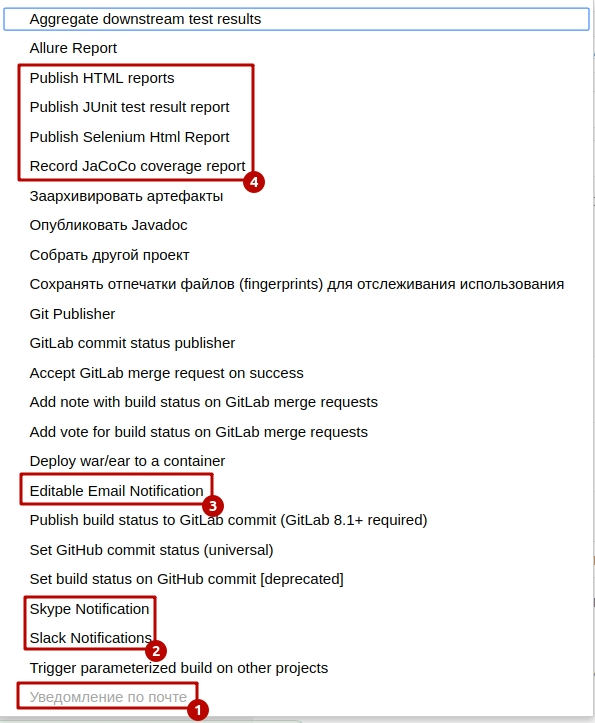 Aggregate downstream test results
Allure Report
Publish HTML reports
Publish JUnit test result report
Publish Selenium Html Report
Record JaCoCo coverage report
4
Заархивировать артефакты
Опубликовать Javadoc
Собрать другой проект
Сохранять отпечатки файлов (fingerprints) для отслеживания использования
Git Publisher
GitLab commit status publisher
Accept GitLab merge request on success
Add note with build status on GitLab merge requests
Add vote for build status on GitLab merge requests
Deploy war/ear to a container
Editable Email Notification
3
Publish build status to GitLab commit (GitLab 8.1+ required)
Set GitHub commit status (universal)
Set build status on GitHub commit [deprecated]
Skype Notification
Slack Notifications
2
Trigger parameterized build on other projects
Уведомление по почте
1